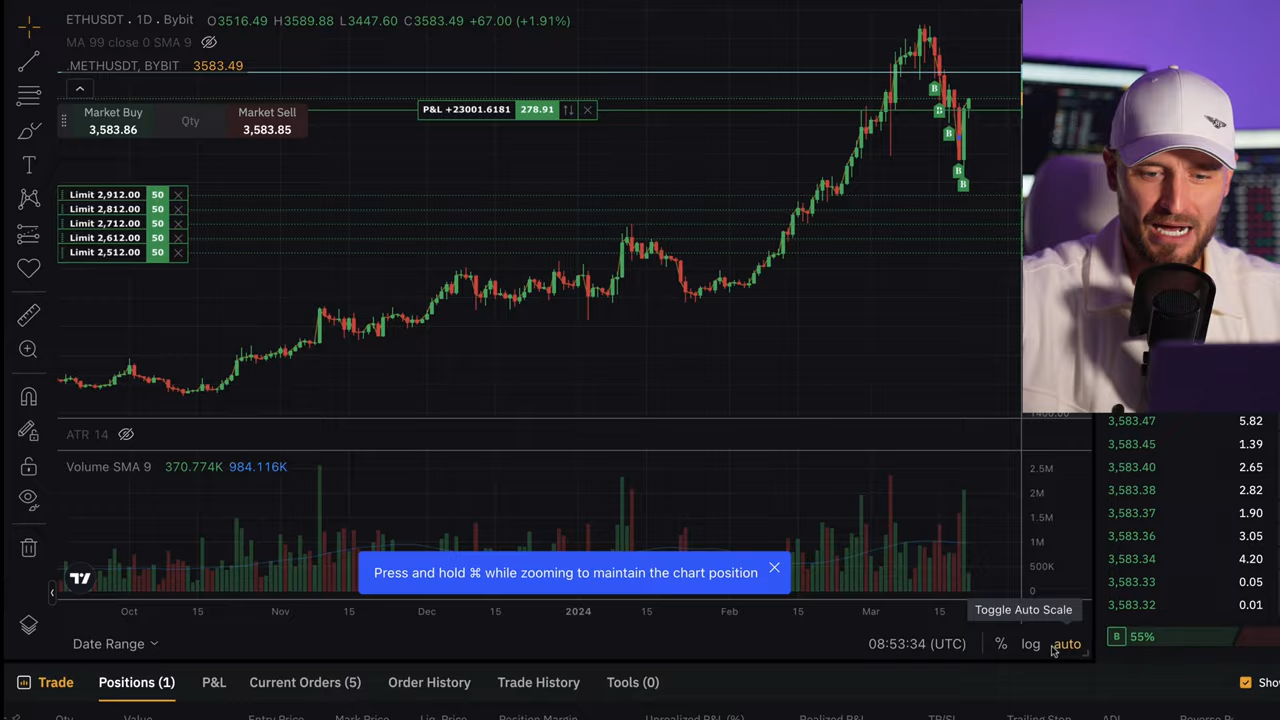 ETHUSDT · 1D · Bybit O3516.49 H3589.88 L3447.60 C3583.49 +67.00 (+1.91%)
MA 99 close 0 SMA 9
.METHUSDT, BYBIT 3583.49
Market Buy
3,583.86
Qty
Market Sell
3,583.85
P&L +23001.6181 278.91
B
B
B
B
Limit 2,912.00 50
Limit 2,812.00 50
Limit 2,712.00 50
Limit 2,612.00 50
Limit 2,512.00 50
ATR 14
Volume SMA 9 370.774K 984.116K
2.5M
2M
1.5M
1M
500K
0
Press and hold ⌘ while zooming to maintain the chart position
Oct 15 Nov 15 Dec 15 2024 15 Feb 15 Mar 15
Toggle Auto Scale
Date Range
08:53:34 (UTC) % log auto
3,583.47 5.82
3,583.45 1.39
3,583.40 2.65
3,583.38 2.82
3,583.37 1.90
3,583.36 3.05
3,583.34 4.20
3,583.33 0.05
3,583.32 0.01
B 55%
Trade Positions (1) P&L Current Orders (5) Order History Trade History Tools (0)